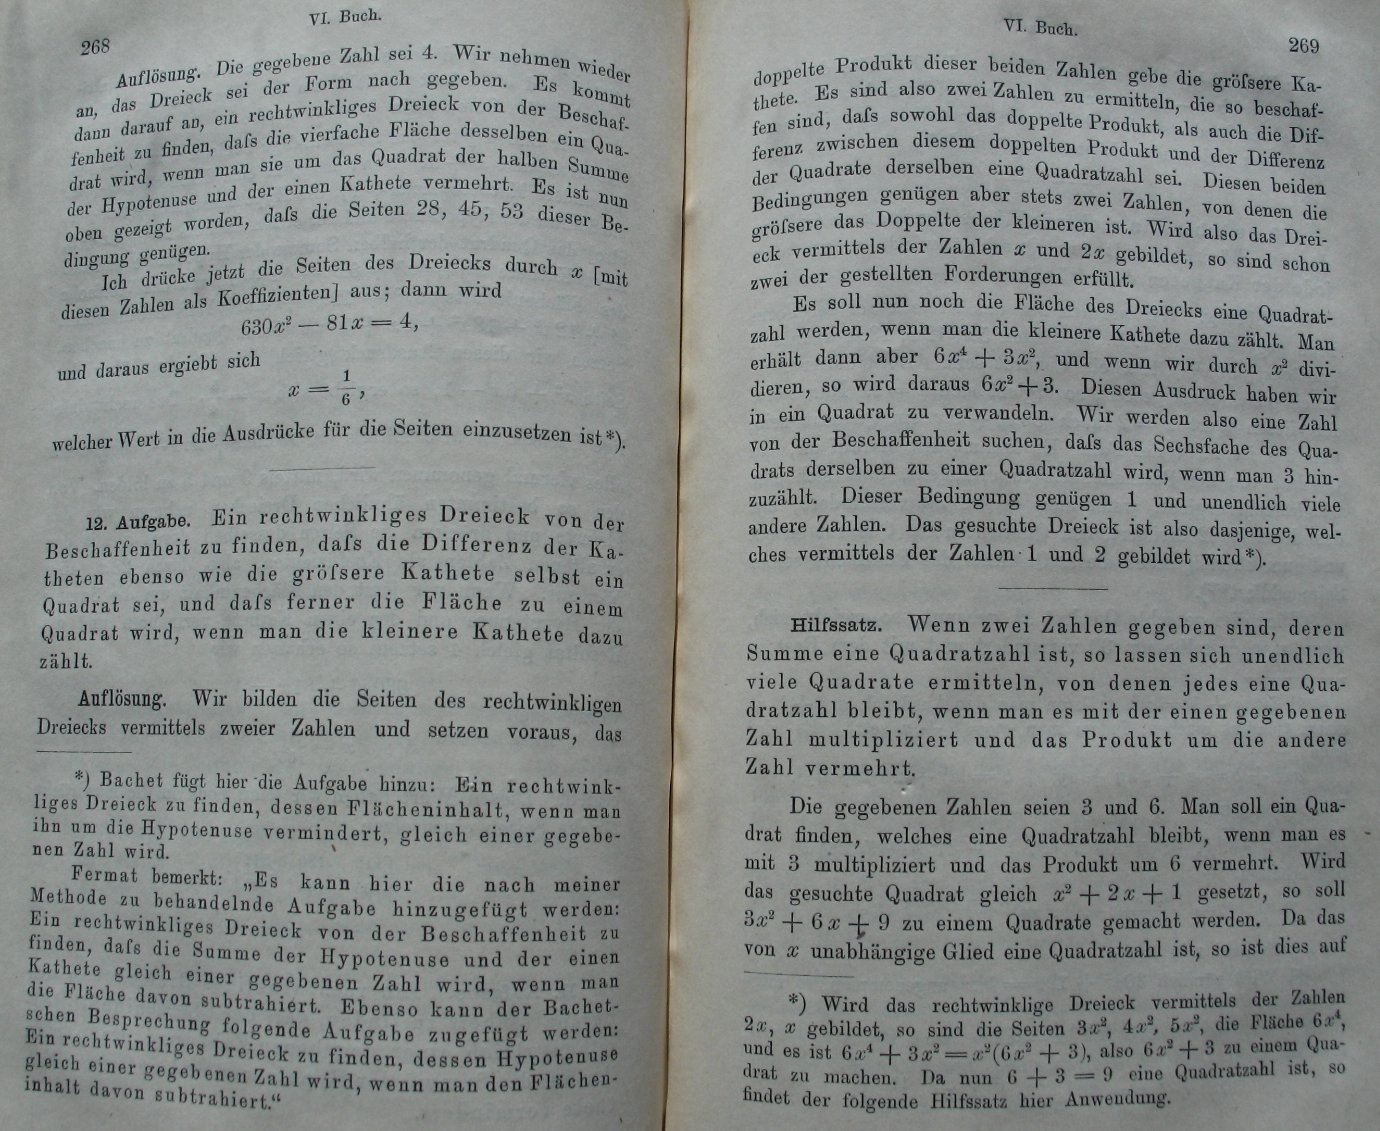 VI. Buch.
268
Auflösung. Die gegebene Zahl sei 4. Wir nehmen wieder
an, das Dreieck sei der Form nach gegeben. Es kommt
dann darauf an, ein rechtwinkliges Dreieck von der Beschaf-
fenheit zu finden, daſs die vierfache Fläche desselben ein Qua-
drat wird, wenn man sie um das Quadrat der halben Summe
der Hypotenuse und der einen Kathete vermehrt. Es ist nun
oben gezeigt worden, daſs die Seiten 28, 45, 53 dieser Be-
dingung genügen.
Ich drücke jetzt die Seiten des Dreiecks durch x [mit
diesen Zahlen als Koeffizienten] aus; dann wird
630x² — 81x = 4,
und daraus ergiebt sich
x = 1/6,
welcher Wert in die Ausdrücke für die Seiten einzusetzen ist*).
12. Aufgabe. Ein rechtwinkliges Dreieck von der
Beschaffenheit zu finden, daſs die Differenz der Ka-
theten ebenso wie die gröſsere Kathete selbst ein
Quadrat sei, und daſs ferner die Fläche zu einem
Quadrat wird, wenn man die kleinere Kathete dazu
zählt.
Auflösung. Wir bilden die Seiten des rechtwinkligen
Dreiecks vermittels zweier Zahlen und setzen voraus, das
*) Bachet fügt hier die Aufgabe hinzu: Ein rechtwink-
liges Dreieck zu finden, dessen Flächeninhalt, wenn man
ihn um die Hypotenuse vermindert, gleich einer gegebe-
nen Zahl wird.
Fermat bemerkt: „Es kann hier die nach meiner
Methode zu behandelnde Aufgabe hinzugefügt werden:
Ein rechtwinkliges Dreieck von der Beschaffenheit zu
finden, daſs die Summe der Hypotenuse und der einen
Kathete gleich einer gegebenen Zahl wird, wenn man
die Fläche davon subtrahiert. Ebenso kann der Bachet-
schen Besprechung folgende Aufgabe zugefügt werden:
Ein rechtwinkliges Dreieck zu finden, dessen Hypotenuse
gleich einer gegebenen Zahl wird, wenn man den Flächen-
inhalt davon subtrahiert.“
VI. Buch.
269
doppelte Produkt dieser beiden Zahlen gebe die gröſsere Ka-
thete. Es sind also zwei Zahlen zu ermitteln, die so beschaf-
fen sind, daſs sowohl das doppelte Produkt, als auch die Dif-
ferenz zwischen diesem doppelten Produkt und der Differenz
der Quadrate derselben eine Quadratzahl sei. Diesen beiden
Bedingungen genügen aber stets zwei Zahlen, von denen die
gröſsere das Doppelte der kleineren ist. Wird also das Drei-
eck vermittels der Zahlen x und 2x gebildet, so sind schon
zwei der gestellten Forderungen erfüllt.
Es soll nun noch die Fläche des Dreiecks eine Quadrat-
zahl werden, wenn man die kleinere Kathete dazu zählt. Man
erhält dann aber 6x⁴ + 3x², und wenn wir durch x² divi-
dieren, so wird daraus 6x² + 3. Diesen Ausdruck haben wir
in ein Quadrat zu verwandeln. Wir werden also eine Zahl
von der Beschaffenheit suchen, daſs das Sechsfache des Qua-
drats derselben zu einer Quadratzahl wird, wenn man 3 hin-
zuzählt. Dieser Bedingung genügen 1 und unendlich viele
andere Zahlen. Das gesuchte Dreieck ist also dasjenige, wel-
ches vermittels der Zahlen 1 und 2 gebildet wird*).
Hilfssatz. Wenn zwei Zahlen gegeben sind, deren
Summe eine Quadratzahl ist, so lassen sich unendlich
viele Quadrate ermitteln, von denen jedes eine Qua-
dratzahl bleibt, wenn man es mit der einen gegebenen
Zahl multipliziert und das Produkt um die andere
Zahl vermehrt.
Die gegebenen Zahlen seien 3 und 6. Man soll ein Qua-
drat finden, welches eine Quadratzahl bleibt, wenn man es
mit 3 multipliziert und das Produkt um 6 vermehrt. Wird
das gesuchte Quadrat gleich x² + 2x + 1 gesetzt, so soll
3x² + 6x + 9 zu einem Quadrate gemacht werden. Da das
von x unabhängige Glied eine Quadratzahl ist, so ist dies auf
*) Wird das rechtwinklige Dreieck vermittels der Zahlen
2x, x gebildet, so sind die Seiten 3x², 4x², 5x², die Fläche 6x⁴,
und es ist 6x⁴ + 3x² = x²(6x² + 3), also 6x² + 3 zu einem Qua-
drat zu machen. Da nun 6 + 3 = 9 eine Quadratzahl ist, so
findet der folgende Hilfssatz hier Anwendung.